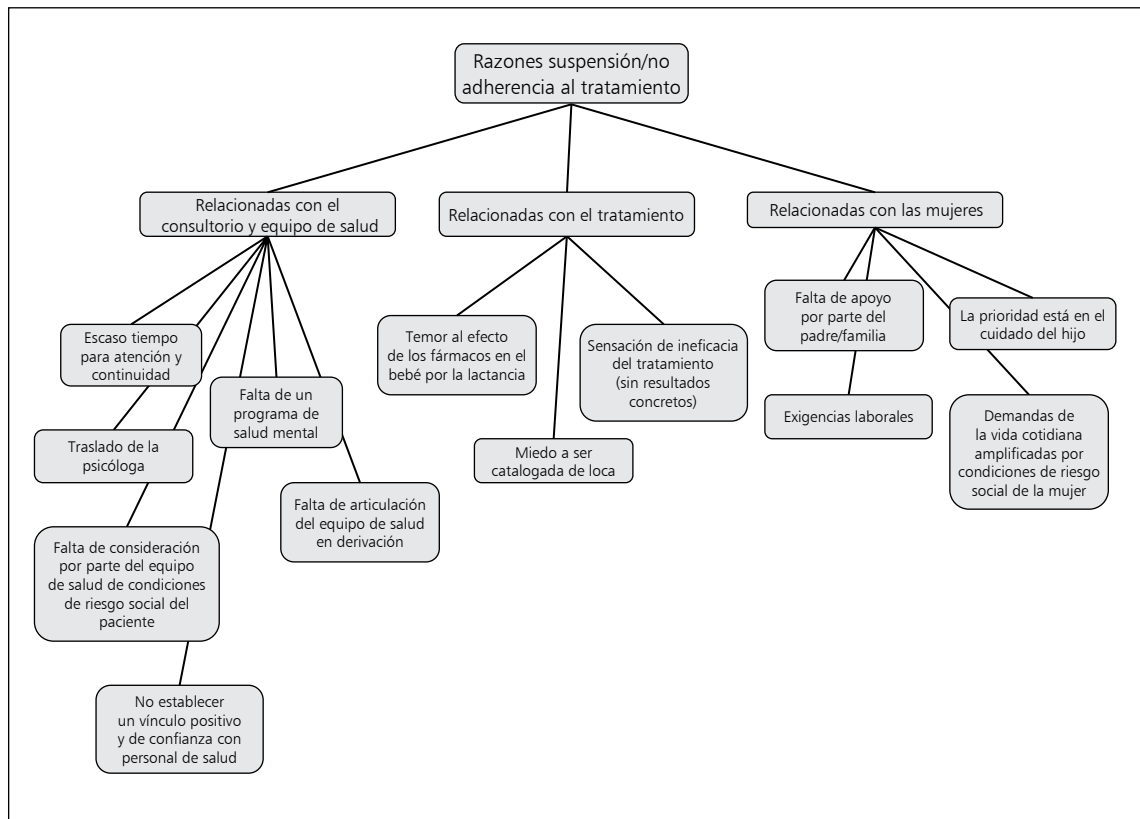 Razones suspensión/no
adherencia al tratamiento
Relacionadas con el
consultorio y equipo de salud
Relacionadas con el tratamiento
Relacionadas con las mujeres
Escaso tiempo
para atención y
continuidad
Traslado de la
psicóloga
Falta de consideración
por parte del equipo
de salud de condiciones
de riesgo social del
paciente
No establecer
un vínculo positivo
y de confianza con
personal de salud
Falta de un
programa de
salud mental
Falta de articulación
del equipo de salud
en derivación
Temor al efecto
de los fármacos en el
bebé por la lactancia
Miedo a ser
catalogada de loca
Sensación de ineficacia
del tratamiento
(sin resultados
concretos)
Falta de apoyo
por parte del
padre/familia
Exigencias laborales
La prioridad está en el
cuidado del hijo
Demandas de
la vida cotidiana
amplificadas por
condiciones de riesgo
social de la mujer